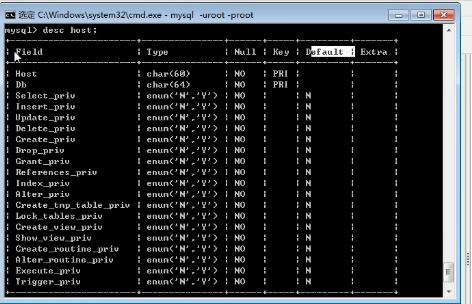 选定 C:\Windows\system32\cmd.exe - mysql -uroot -proot
mysql> desc host;
Field | Type | Null | Key | Default | Extra
Host | char(60) | NO | PRI
Db | char(64) | NO | PRI
Select_priv | enum('N','Y') | NO | N
Insert_priv | enum('N','Y') | NO | N
Update_priv | enum('N','Y') | NO | N
Delete_priv | enum('N','Y') | NO | N
Create_priv | enum('N','Y') | NO | N
Drop_priv | enum('N','Y') | NO | N
Grant_priv | enum('N','Y') | NO | N
References_priv | enum('N','Y') | NO | N
Index_priv | enum('N','Y') | NO | N
Alter_priv | enum('N','Y') | NO | N
Create_tmp_table_priv | enum('N','Y') | NO | N
Lock_tables_priv | enum('N','Y') | NO | N
Create_view_priv | enum('N','Y') | NO | N
Show_view_priv | enum('N','Y') | NO | N
Create_routine_priv | enum('N','Y') | NO | N
Alter_routine_priv | enum('N','Y') | NO | N
Execute_priv | enum('N','Y') | NO | N
Trigger_priv | enum('N','Y') | NO | N